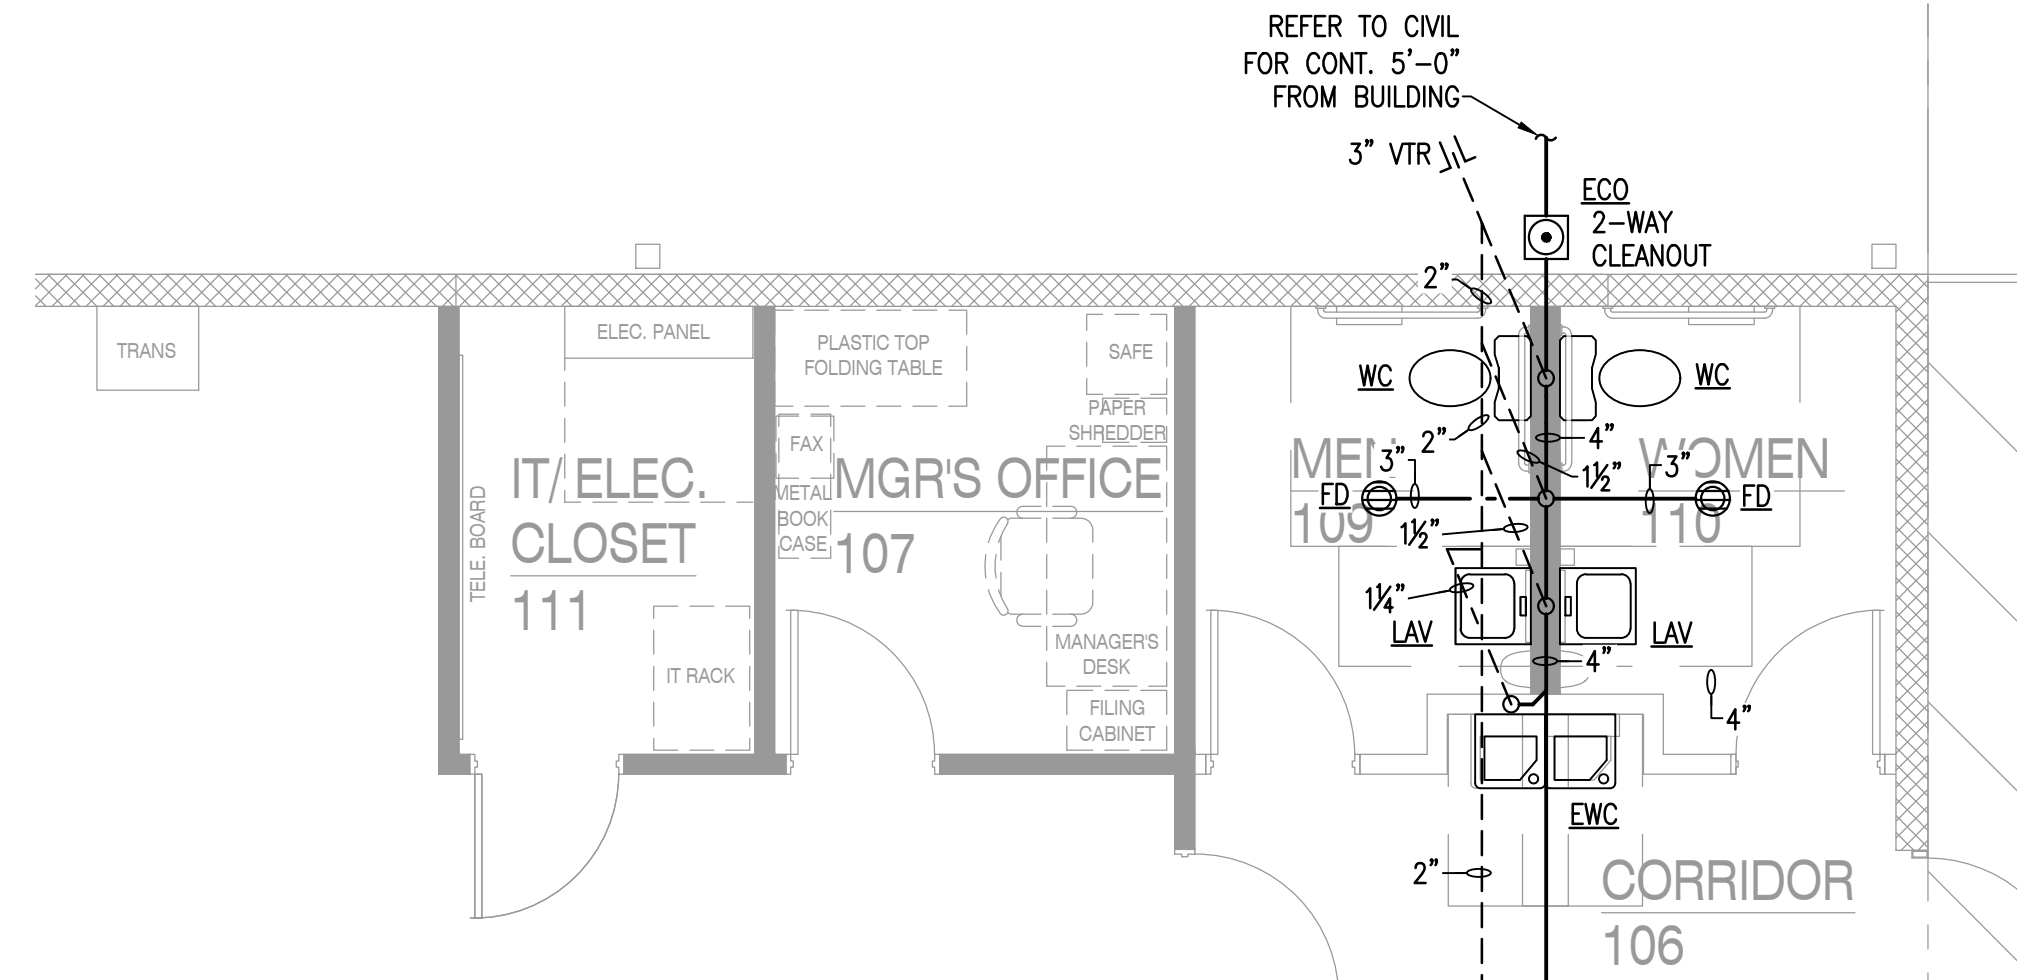 REFER TO CIVIL
FOR CONT. 5'-0"
FROM BUILDING
3" VTR
ECO
2-WAY
CLEANOUT
2"
TRANS
ELEC. PANEL
PLASTIC TOP
FOLDING TABLE
SAFE
PAPER
SHREDDER
FAX
WC
WC
2"
4"
1½"
IT/ ELEC.
CLOSET
111
TELE. BOARD
METAL
BOOK
CASE
MGR'S OFFICE
107
MEN
109
3"
FD
WOMEN
110
3"
FD
1½"
1¼"
LAV
LAV
4"
4"
IT RACK
MANAGER'S
DESK
FILING
CABINET
EWC
2"
CORRIDOR
106